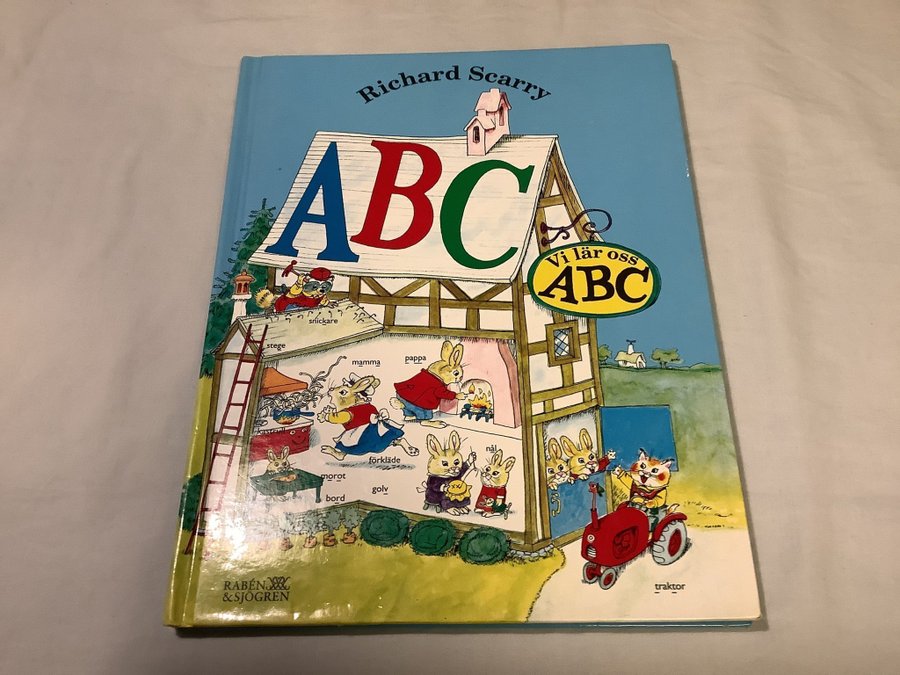 Richard Scarry
ABC
Vi lär oss
ABC
snickare
stege
mamma
pappa
förkläde
nål
morot
bord
golv
traktor
RABÉN
&SJÖGREN